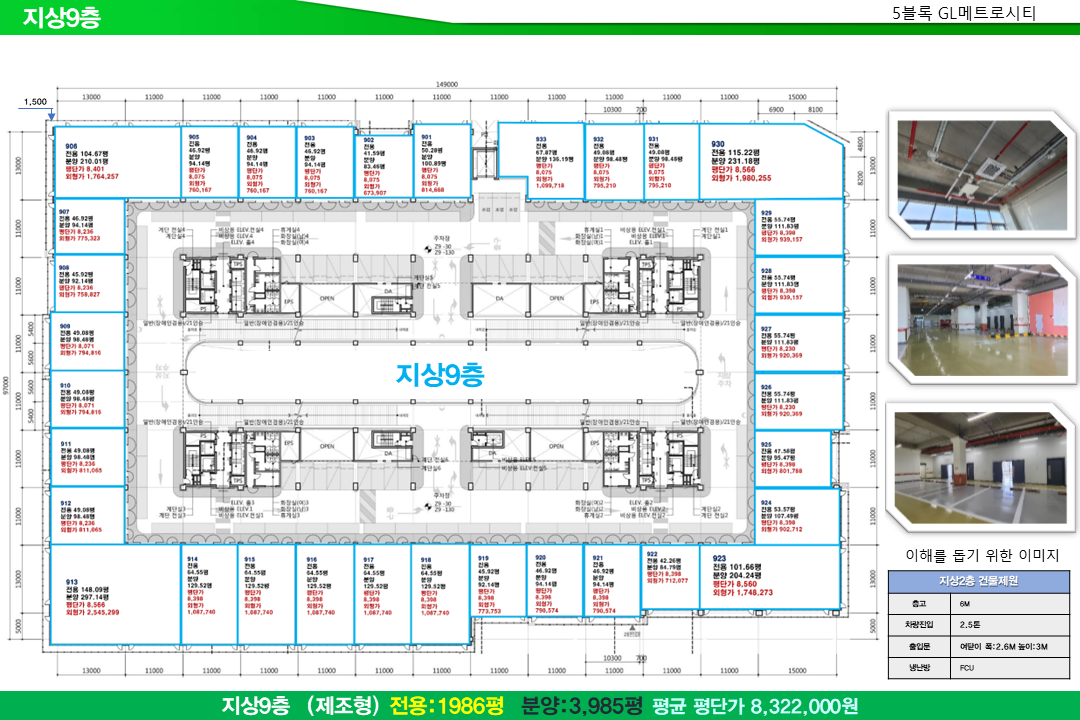 지상9층
5블록 GL메트로시티
1,500
149000
13000 11000 11000 11000 11000 11000 11000 11000 11000 11000 11000 15000
10300 700
6900 8100
906
전용 104.67평
분양 210.01평
평단가 8,401
외형가 1,764,257
905
전용
46.92평
분양
94.14평
평단가
8,075
외형가
760,167
904
전용
46.92평
분양
94.14평
평단가
8,075
외형가
760,167
903
전용
46.92평
분양
94.14평
평단가
8,075
외형가
760,167
902
전용
41.59평
분양
83.45평
평단가
8,075
외형가
673,907
901
전용
50.28평
분양
100.89평
평단가
8,075
외형가
814,668
933
전용
67.87평
분양 136.19평
평단가
8,075
외형가
1,099,718
932
전용
49.08평
분양 98.48평
평단가
8,075
외형가
795,210
931
전용
49.08평
분양 98.48평
평단가
8,075
외형가
795,210
930
전용 115.22평
분양 231.18평
평단가 8,566
외형가 1,980,255
907
전용 46.92평
분양 94.14평
평단가 8,236
외형가 775,323
908
전용 45.92평
분양 92.14평
평단가 8,236
외형가 758,827
909
전용 49.08평
분양 98.48평
평단가 8,071
외형가 794,816
910
전용 49.08평
분양 98.48평
평단가 8,071
외형가 794,816
911
전용 49.08평
분양 98.48평
평단가 8,236
외형가 811,065
912
전용 49.08평
분양 98.48평
평단가 8,236
외형가 811,065
929
전용 55.74평
분양 111.83평
평단가 8,398
외형가 939,157
928
전용 55.74평
분양 111.83평
평단가 8,398
외형가 939,157
927
전용 55.74평
분양 111.83평
평단가 8,230
외형가 920,369
926
전용 55.74평
분양 111.83평
평단가 8,230
외형가 920,369
925
전용 47.58평
분양 95.47평
평단가 8,398
외형가 801,788
924
전용 53.57평
분양 107.49평
평단가 8,398
외형가 902,712
지상9층
913
전용 148.09평
분양 297.14평
평단가 8,566
외형가 2,545,299
914
전용
64.55평
분양
129.52평
평단가
8,398
외형가
1,087,740
915
전용
64.55평
분양
129.52평
평단가
8,398
외형가
1,087,740
916
전용
64.55평
분양
129.52평
평단가
8,398
외형가
1,087,740
917
전용
64.55평
분양
129.52평
평단가
8,398
외형가
1,087,740
918
전용
64.55평
분양
129.52평
평단가
8,398
외형가
1,087,740
919
전용
45.92평
분양
92.14평
평단가
8,398
외형가
773,753
920
전용
46.92평
분양
94.14평
평단가
8,398
외형가
790,574
921
전용
46.92평
분양
94.14평
평단가
8,398
외형가
790,574
922
전용 42.26평
분양 84.79평
평단가 8,398
외형가 712,077
923
전용 101.66평
분양 204.24평
평단가 8,560
외형가 1,748,273
10300 700
13000 11000 11000 11000 11000 11000 11000 11000 11000 11000 11000 15000
이해를 돕기 위한 이미지
지상2층 건물제원
층고 6M
차량진입 2.5톤
출입문 여닫이 폭:2.6M 높이:3M
냉난방 FCU
지상9층 (제조형) 전용:1986평 분양:3,985평 평균 평단가 8,322,000원